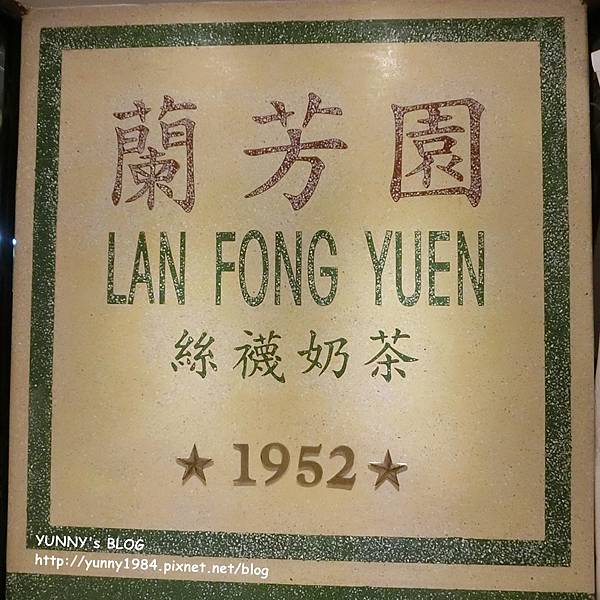 蘭芳園
LAN FONG YUEN
絲襪奶茶
★ 1952 ★
YUNNY's BLOG
http://yunny1984.pixnet.net/blog